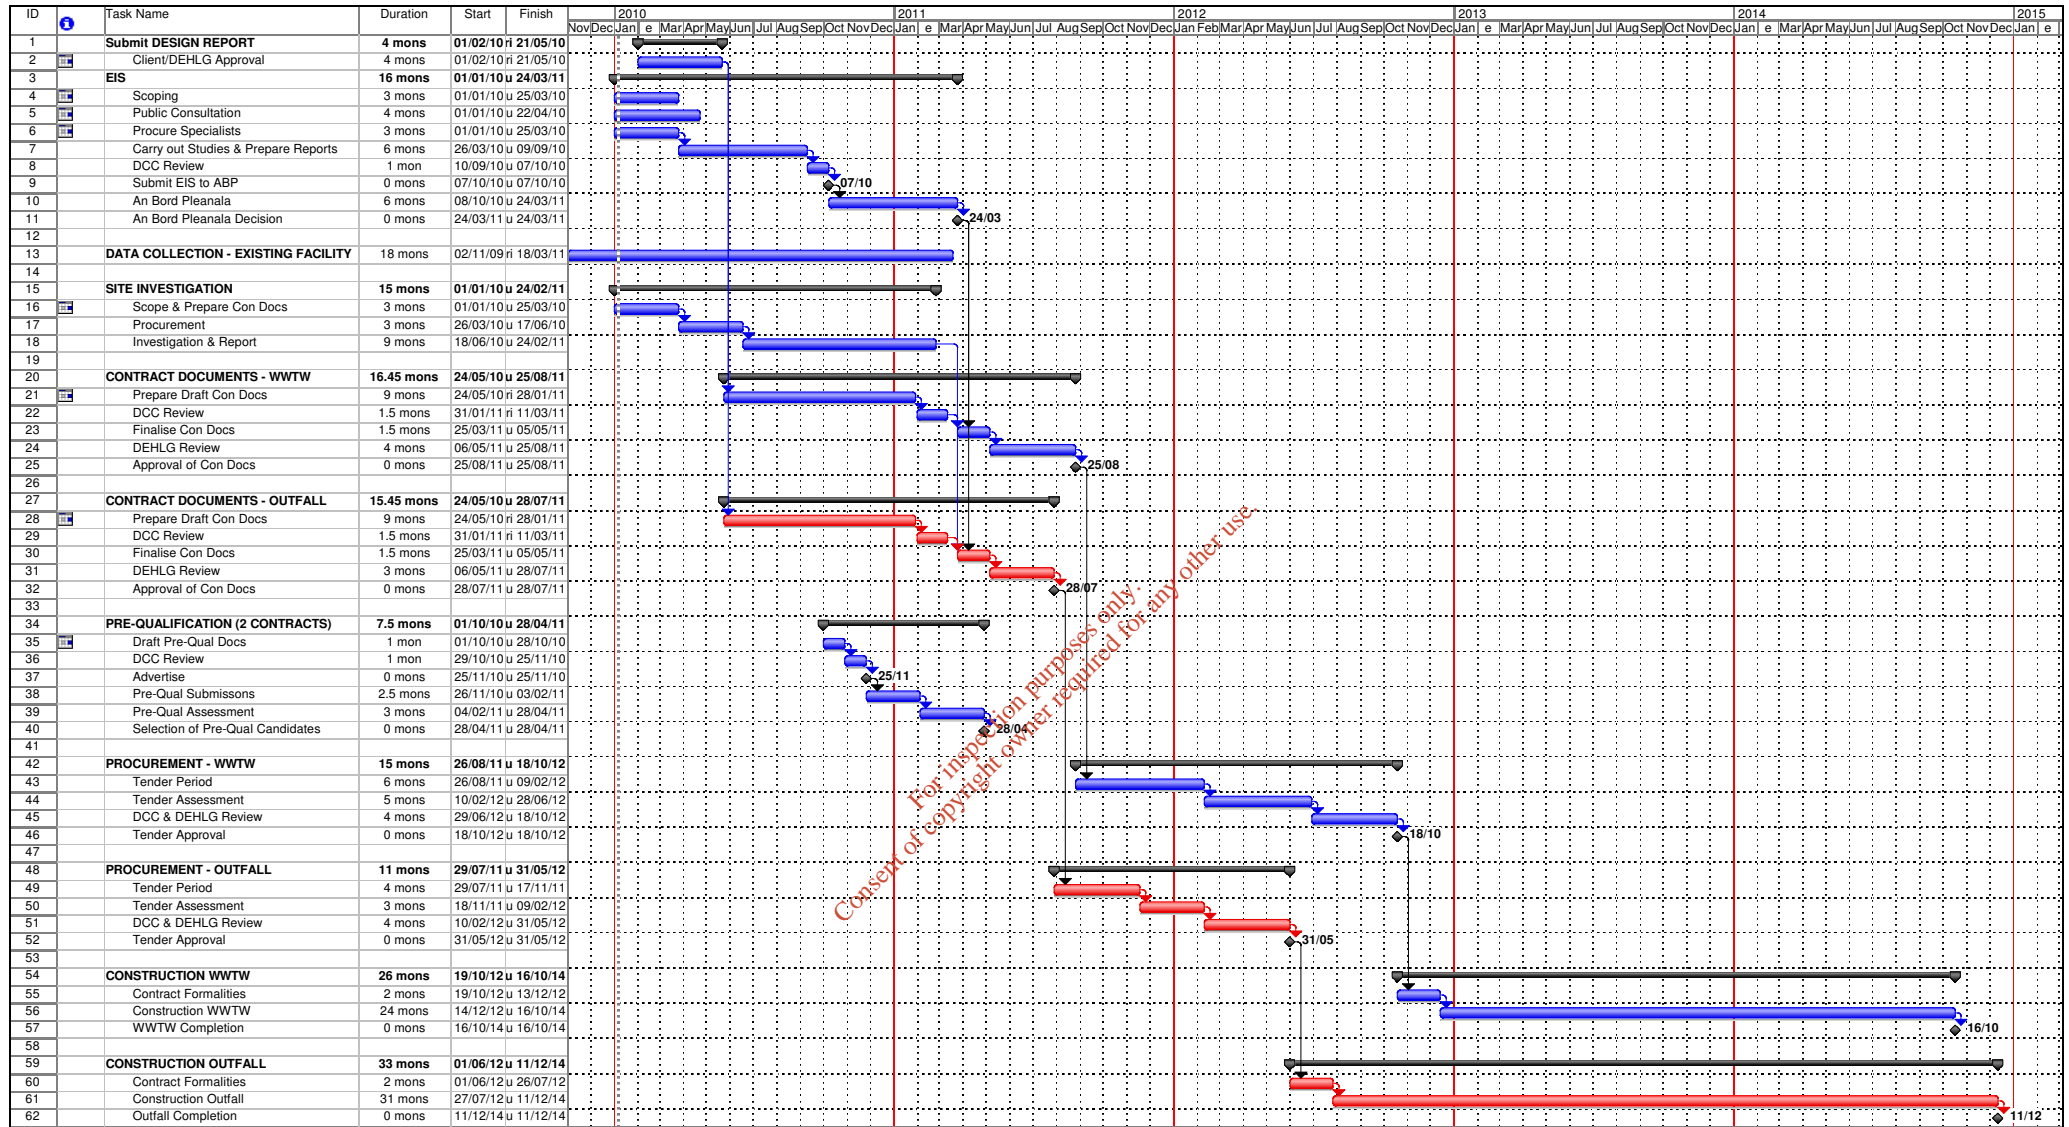 ID Task Name Duration Start Finish 2010 2011 2012 2013 2014 2015
Nov Dec Jan e Mar Apr May Jun Jul Aug Sep Oct Nov Dec Jan e Mar Apr May Jun Jul Aug Sep Oct Nov Dec Jan Feb Mar Apr May Jun Jul Aug Sep Oct Nov Dec Jan e Mar Apr May Jun Jul Aug Sep Oct Nov Dec Jan e Mar Apr May Jun Jul Aug Sep Oct Nov Dec Jan e
1 Submit DESIGN REPORT 4 mons 01/02/10 ri 21/05/10
2 Client/DEHLG Approval 4 mons 01/02/10 ri 21/05/10
3 EIS 16 mons 01/01/10 u 24/03/11
4 Scoping 3 mons 01/01/10 u 25/03/10
5 Public Consultation 4 mons 01/01/10 u 22/04/10
6 Procure Specialists 3 mons 01/01/10 u 25/03/10
7 Carry out Studies & Prepare Reports 6 mons 26/03/10 u 09/09/10
8 DCC Review 1 mon 10/09/10 u 07/10/10
9 Submit EIS to ABP 0 mons 07/10/10 u 07/10/10 07/10
10 An Bord Pleanala 6 mons 08/10/10 u 24/03/11
11 An Bord Pleanala Decision 0 mons 24/03/11 u 24/03/11 24/03
12
13 DATA COLLECTION - EXISTING FACILITY 18 mons 02/11/09 ri 18/03/11
14
15 SITE INVESTIGATION 15 mons 01/01/10 u 24/02/11
16 Scope & Prepare Con Docs 3 mons 01/01/10 u 25/03/10
17 Procurement 3 mons 26/03/10 u 17/06/10
18 Investigation & Report 9 mons 18/06/10 u 24/02/11
19
20 CONTRACT DOCUMENTS - WWTW 16.45 mons 24/05/10 u 25/08/11
21 Prepare Draft Con Docs 9 mons 24/05/10 ri 28/01/11
22 DCC Review 1.5 mons 31/01/11 ri 11/03/11
23 Finalise Con Docs 1.5 mons 25/03/11 u 05/05/11
24 DEHLG Review 4 mons 06/05/11 u 25/08/11
25 Approval of Con Docs 0 mons 25/08/11 u 25/08/11 25/08
26
27 CONTRACT DOCUMENTS - OUTFALL 15.45 mons 24/05/10 u 28/07/11
28 Prepare Draft Con Docs 9 mons 24/05/10 ri 28/01/11
29 DCC Review 1.5 mons 31/01/11 ri 11/03/11
30 Finalise Con Docs 1.5 mons 25/03/11 u 05/05/11
31 DEHLG Review 3 mons 06/05/11 u 28/07/11
32 Approval of Con Docs 0 mons 28/07/11 u 28/07/11 28/07
33
34 PRE-QUALIFICATION (2 CONTRACTS) 7.5 mons 01/10/10 u 28/04/11
35 Draft Pre-Qual Docs 1 mon 01/10/10 u 28/10/10
36 DCC Review 1 mon 29/10/10 u 25/11/10
37 Advertise 0 mons 25/11/10 u 25/11/10 25/11
38 Pre-Qual Submissons 2.5 mons 26/11/10 u 03/02/11
39 Pre-Qual Assessment 3 mons 04/02/11 u 28/04/11
40 Selection of Pre-Qual Candidates 0 mons 28/04/11 u 28/04/11 28/04
41
42 PROCUREMENT - WWTW 15 mons 26/08/11 u 18/10/12
43 Tender Period 6 mons 26/08/11 u 09/02/12
44 Tender Assessment 5 mons 10/02/12 u 28/06/12
45 DCC & DEHLG Review 4 mons 29/06/12 u 18/10/12
46 Tender Approval 0 mons 18/10/12 u 18/10/12 18/10
47
48 PROCUREMENT - OUTFALL 11 mons 29/07/11 u 31/05/12
49 Tender Period 4 mons 29/07/11 u 17/11/11
50 Tender Assessment 3 mons 18/11/11 u 09/02/12
51 DCC & DEHLG Review 4 mons 10/02/12 u 31/05/12
52 Tender Approval 0 mons 31/05/12 u 31/05/12 31/05
53
54 CONSTRUCTION WWTW 26 mons 19/10/12 u 16/10/14
55 Contract Formalities 2 mons 19/10/12 u 13/12/12
56 Construction WWTW 24 mons 14/12/12 u 16/10/14
57 WWTW Completion 0 mons 16/10/14 u 16/10/14 16/10
58
59 CONSTRUCTION OUTFALL 33 mons 01/06/12 u 11/12/14
60 Contract Formalities 2 mons 01/06/12 u 26/07/12
61 Construction Outfall 31 mons 27/07/12 u 11/12/14
62 Outfall Completion 0 mons 11/12/14 u 11/12/14 11/12
For inspection purposes only.
Consent of copyright owner required for any other use.